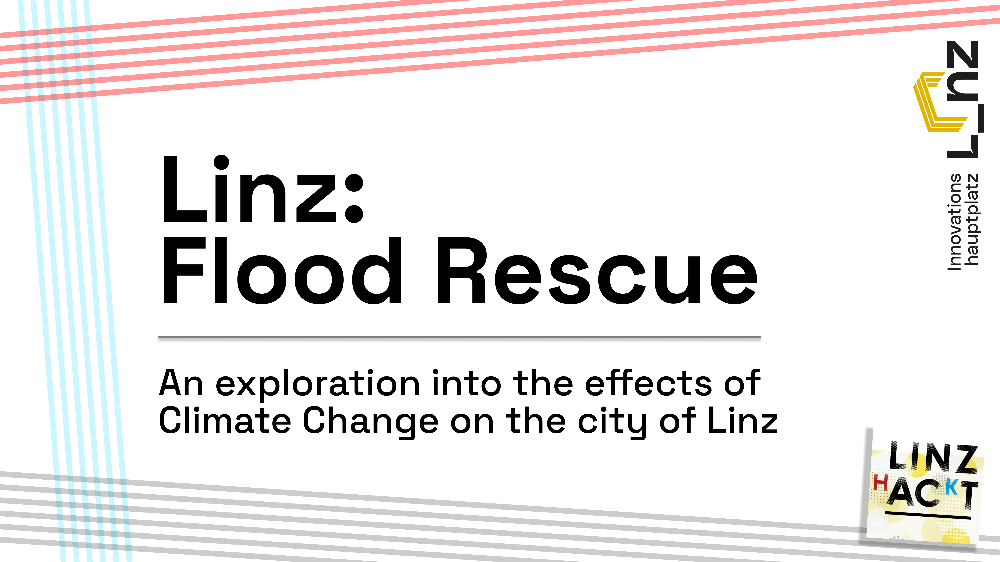 Linz:
Flood Rescue
An exploration into the effects of
Climate Change on the city of Linz
L_nz
Innovations
hauptplatz
LINZ
HACKT